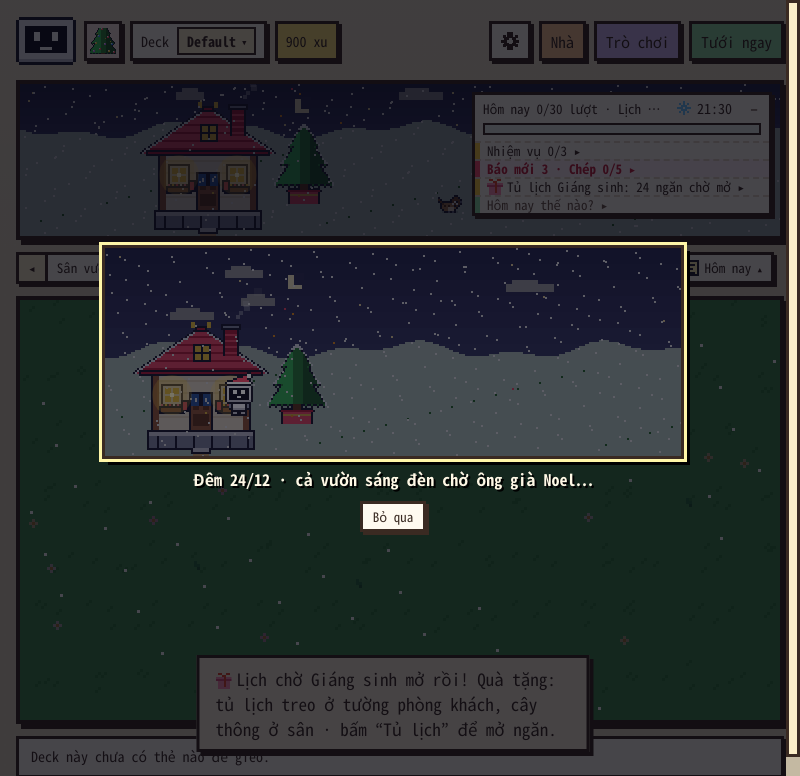 Deck Default ▾ 900 xu Nhà Trò chơi Tưới ngay
Hôm nay 0/30 lượt · Lịch ⋯ 21:30 −
Nhiệm vụ 0/3 ▸
Báo mới 3 · Chép 0/5 ▸
Tủ lịch Giáng sinh: 24 ngăn chờ mở ▸
Hôm nay thế nào? ▸
◂ Sân Hôm nay ▴
Đêm 24/12 · cả vườn sáng đèn chờ ông già Noel...
Bỏ qua
Lịch chờ Giáng sinh mở rồi! Quà tặng:
tủ lịch treo ở tường phòng khách, cây
thông ở sân · bấm “Tủ lịch” để mở ngăn.
Deck này chưa có thẻ nào để gieo.